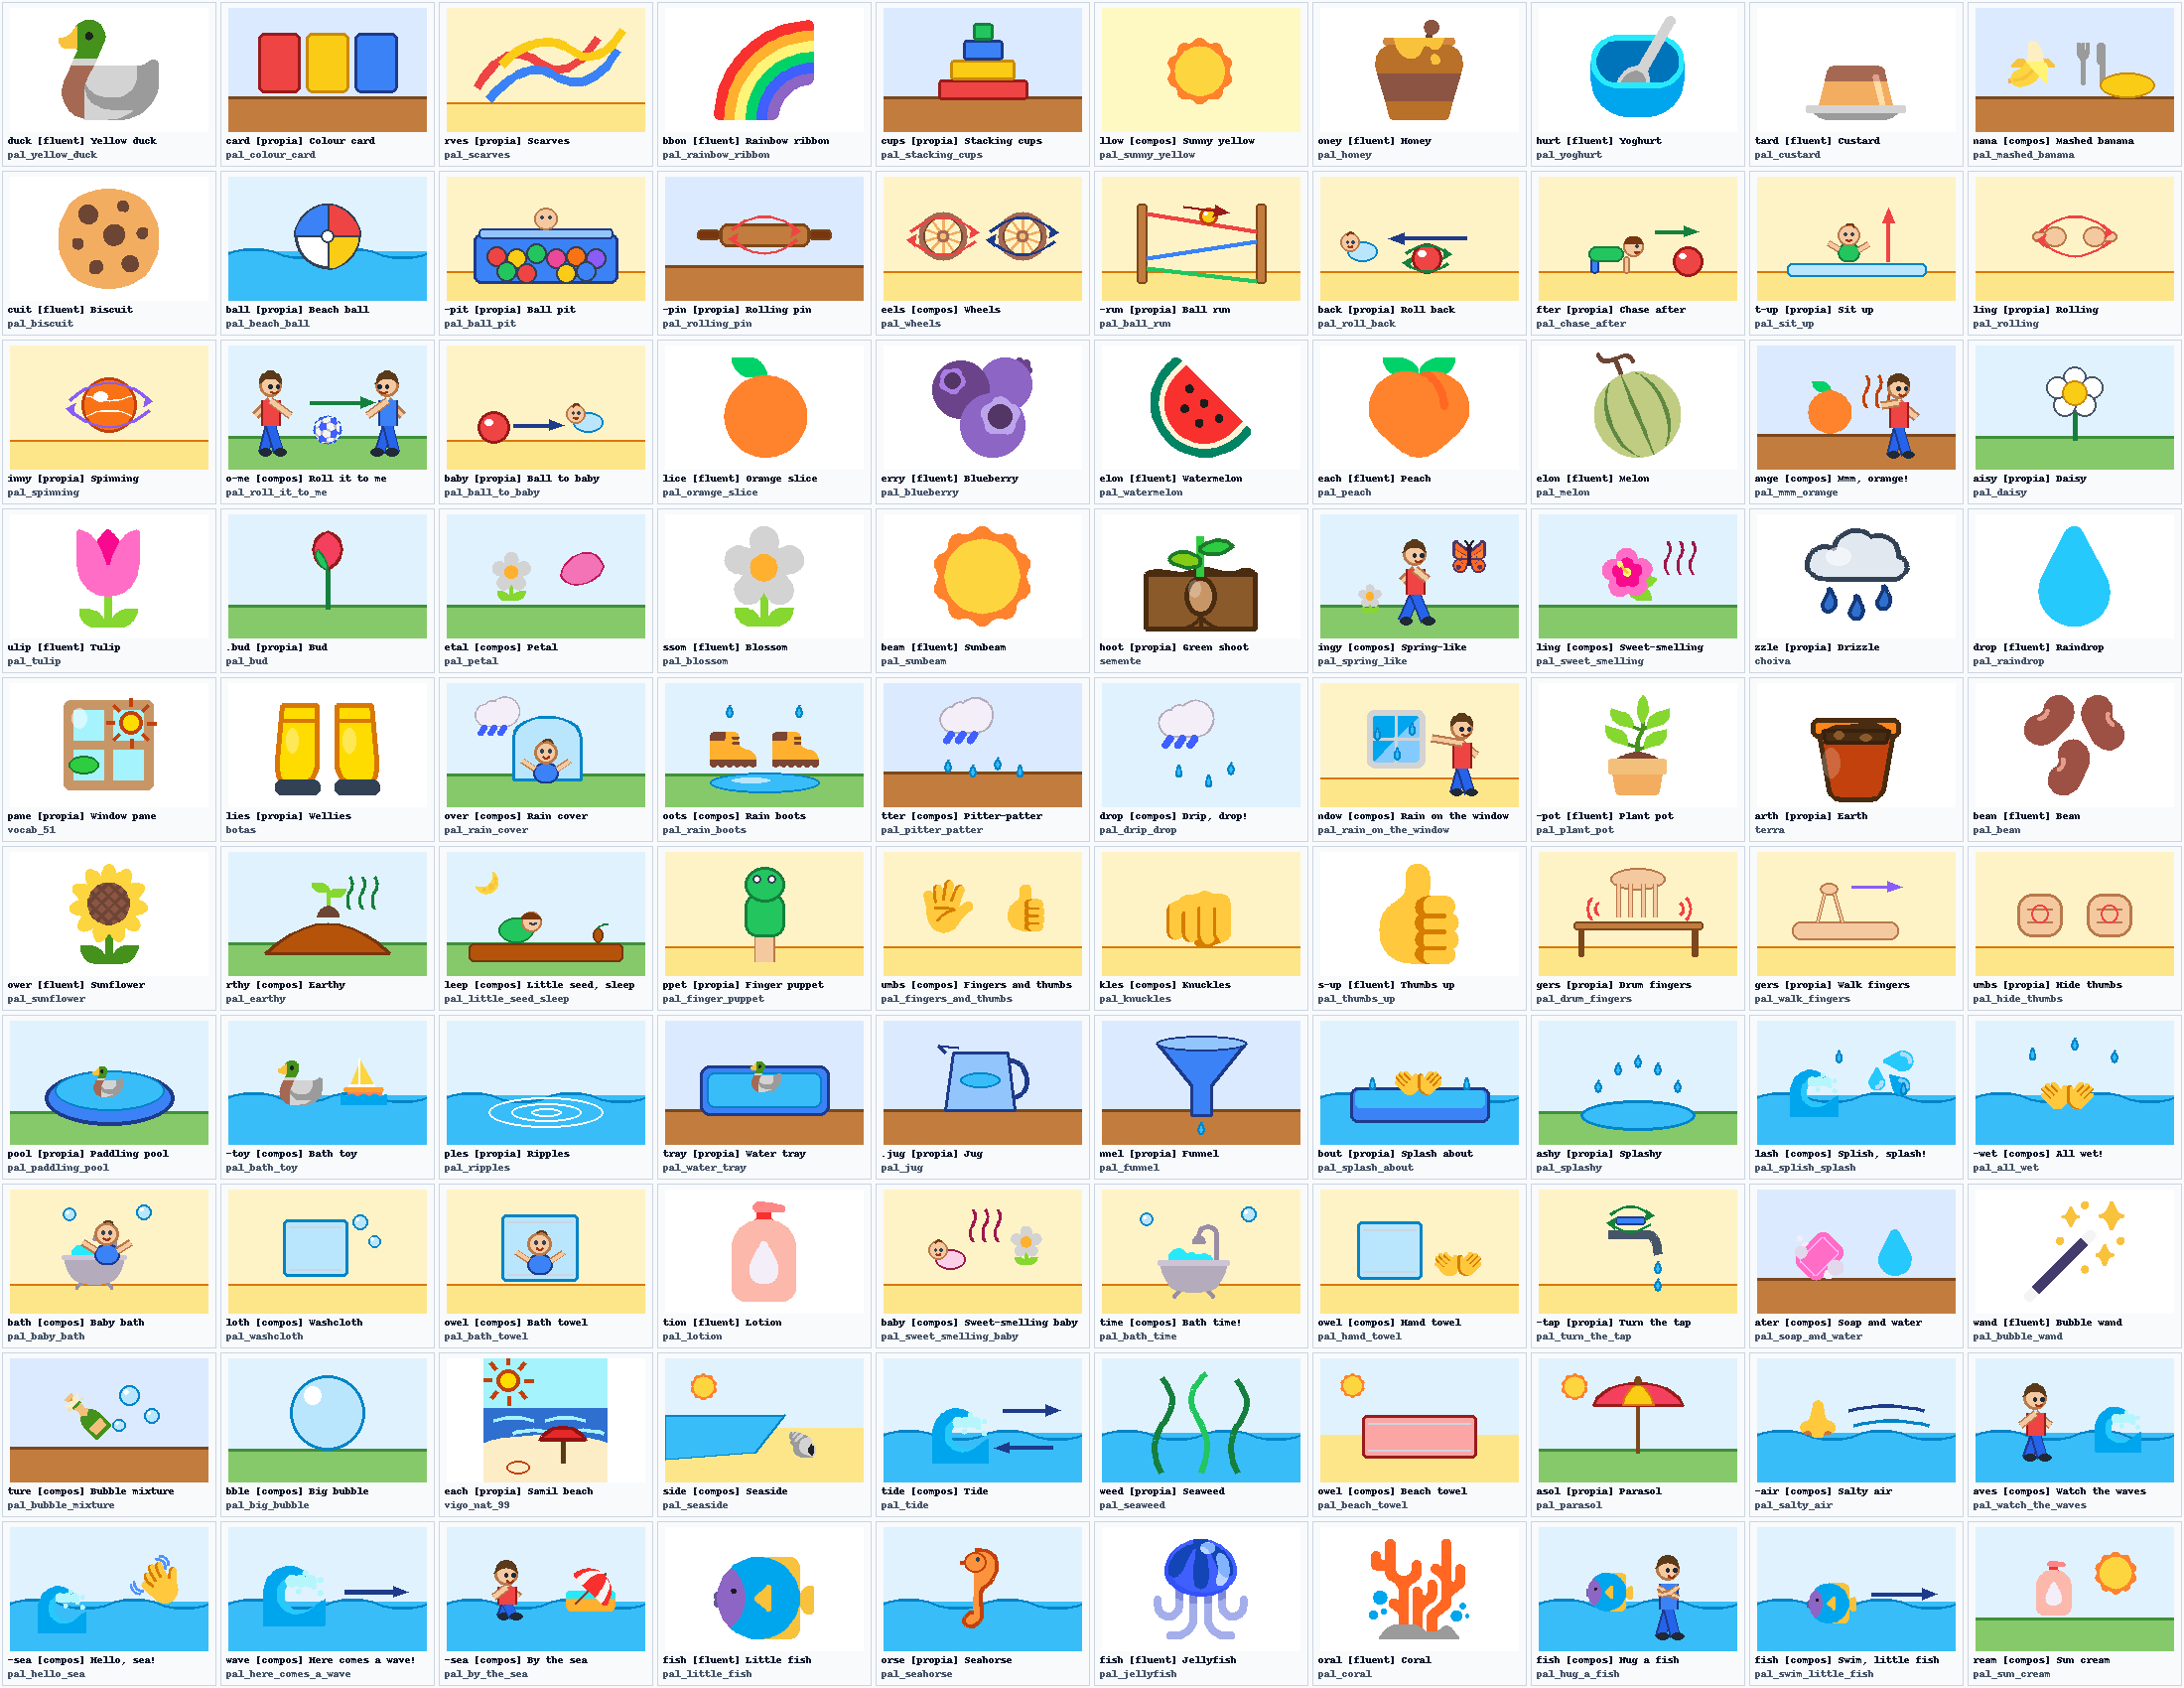 duck [fluent] Yellow duck
pal_yellow_duck
card [propia] Colour card
pal_colour_card
rves [propia] Scarves
pal_scarves
bbon [fluent] Rainbow ribbon
pal_rainbow_ribbon
cups [propia] Stacking cups
pal_stacking_cups
llow [compos] Sunny yellow
pal_sunny_yellow
oney [fluent] Honey
pal_honey
hurt [fluent] Yoghurt
pal_yoghurt
tard [fluent] Custard
pal_custard
nana [compos] Mashed banana
pal_mashed_banana
cuit [fluent] Biscuit
pal_biscuit
ball [propia] Beach ball
pal_beach_ball
-pit [propia] Ball pit
pal_ball_pit
-pin [propia] Rolling pin
pal_rolling_pin
eels [compos] Wheels
pal_wheels
-run [propia] Ball run
pal_ball_run
back [propia] Roll back
pal_roll_back
fter [propia] Chase after
pal_chase_after
t-up [propia] Sit up
pal_sit_up
ling [propia] Rolling
pal_rolling
inny [propia] Spinning
pal_spinning
o-me [compos] Roll it to me
pal_roll_it_to_me
baby [propia] Ball to baby
pal_ball_to_baby
lice [fluent] Orange slice
pal_orange_slice
erry [fluent] Blueberry
pal_blueberry
elon [fluent] Watermelon
pal_watermelon
each [fluent] Peach
pal_peach
elon [fluent] Melon
pal_melon
ange [compos] Mmm, orange!
pal_mmm_orange
aisy [propia] Daisy
pal_daisy
ulip [fluent] Tulip
pal_tulip
.bud [propia] Bud
pal_bud
etal [compos] Petal
pal_petal
ssom [fluent] Blossom
pal_blossom
beam [fluent] Sunbeam
pal_sunbeam
hoot [propia] Green shoot
semente
ingy [compos] Spring-like
pal_spring_like
ling [compos] Sweet-smelling
pal_sweet_smelling
zzle [propia] Drizzle
choiva
drop [fluent] Raindrop
pal_raindrop
pane [propia] Window pane
vocab_51
lies [propia] Wellies
botas
over [compos] Rain cover
pal_rain_cover
oots [compos] Rain boots
pal_rain_boots
tter [compos] Pitter-patter
pal_pitter_patter
drop [compos] Drip, drop!
pal_drip_drop
ndow [compos] Rain on the window
pal_rain_on_the_window
-pot [fluent] Plant pot
pal_plant_pot
arth [propia] Earth
terra
bean [fluent] Bean
pal_bean
ower [fluent] Sunflower
pal_sunflower
rthy [compos] Earthy
pal_earthy
leep [compos] Little seed, sleep
pal_little_seed_sleep
ppet [propia] Finger puppet
pal_finger_puppet
umbs [compos] Fingers and thumbs
pal_fingers_and_thumbs
kles [compos] Knuckles
pal_knuckles
s-up [fluent] Thumbs up
pal_thumbs_up
gers [propia] Drum fingers
pal_drum_fingers
gers [propia] Walk fingers
pal_walk_fingers
umbs [propia] Hide thumbs
pal_hide_thumbs
pool [propia] Paddling pool
pal_paddling_pool
-toy [compos] Bath toy
pal_bath_toy
ples [propia] Ripples
pal_ripples
tray [propia] Water tray
pal_water_tray
.jug [propia] Jug
pal_jug
nnel [propia] Funnel
pal_funnel
bout [propia] Splash about
pal_splash_about
ashy [propia] Splashy
pal_splashy
lash [compos] Splish, splash!
pal_splish_splash
-wet [compos] All wet!
pal_all_wet
bath [compos] Baby bath
pal_baby_bath
loth [compos] Washcloth
pal_washcloth
owel [compos] Bath towel
pal_bath_towel
tion [fluent] Lotion
pal_lotion
baby [compos] Sweet-smelling baby
pal_sweet_smelling_baby
time [compos] Bath time!
pal_bath_time
owel [compos] Hand towel
pal_hand_towel
-tap [propia] Turn the tap
pal_turn_the_tap
ater [compos] Soap and water
pal_soap_and_water
wand [fluent] Bubble wand
pal_bubble_wand
ture [compos] Bubble mixture
pal_bubble_mixture
bble [compos] Big bubble
pal_big_bubble
each [propia] Samil beach
vigo_nat_99
side [compos] Seaside
pal_seaside
tide [compos] Tide
pal_tide
weed [propia] Seaweed
pal_seaweed
owel [compos] Beach towel
pal_beach_towel
asol [propia] Parasol
pal_parasol
-air [compos] Salty air
pal_salty_air
aves [compos] Watch the waves
pal_watch_the_waves
-sea [compos] Hello, sea!
pal_hello_sea
wave [compos] Here comes a wave!
pal_here_comes_a_wave
-sea [compos] By the sea
pal_by_the_sea
fish [fluent] Little fish
pal_little_fish
orse [propia] Seahorse
pal_seahorse
fish [fluent] Jellyfish
pal_jellyfish
oral [fluent] Coral
pal_coral
fish [compos] Hug a fish
pal_hug_a_fish
fish [compos] Swim, little fish
pal_swim_little_fish
ream [compos] Sun cream
pal_sun_cream